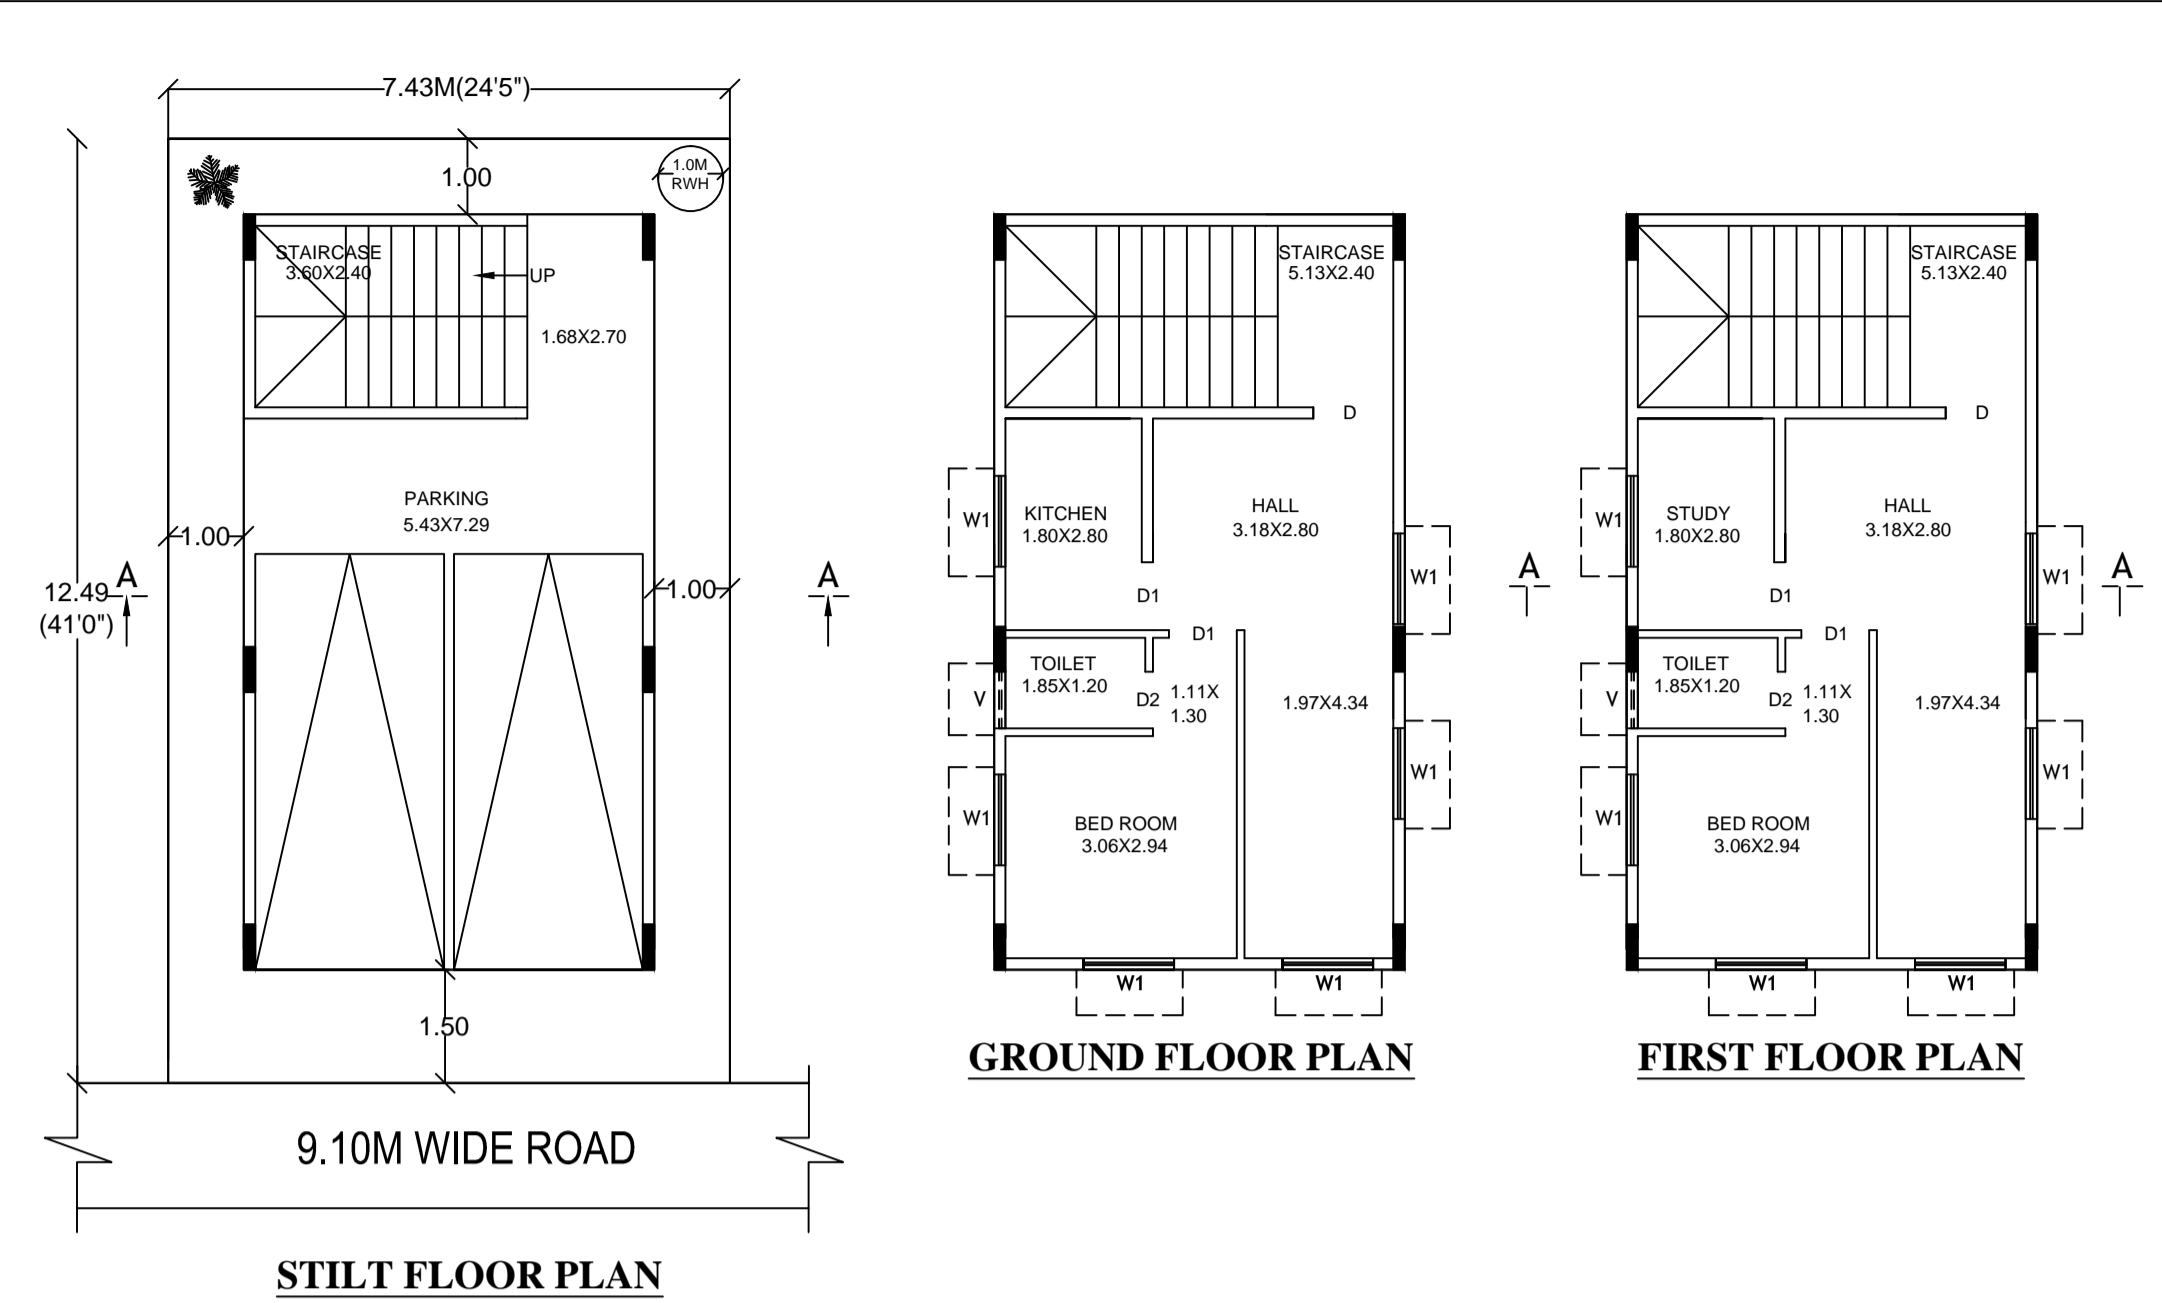 7.43M(24'5")
1.00
1.0M
RWH
STAIRCASE
3.60X2.40
UP
1.68X2.70
PARKING
5.43X7.29
1.00
12.49
(41'0")
A
A
1.00
1.50
9.10M WIDE ROAD
STILT FLOOR PLAN
STAIRCASE
5.13X2.40
D
W1
KITCHEN
1.80X2.80
HALL
3.18X2.80
W1
D1
D1
TOILET
1.85X1.20
V
D2
1.11X
1.30
1.97X4.34
W1
W1
BED ROOM
3.06X2.94
W1
W1
GROUND FLOOR PLAN
STAIRCASE
5.13X2.40
D
W1
STUDY
1.80X2.80
HALL
3.18X2.80
A
W1
A
D1
D1
TOILET
1.85X1.20
V
D2
1.11X
1.30
1.97X4.34
W1
W1
BED ROOM
3.06X2.94
W1
W1
FIRST FLOOR PLAN